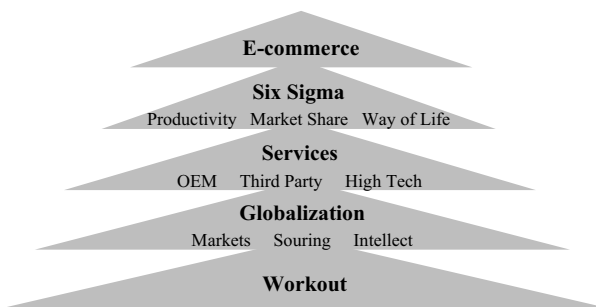 E-commerce
Six Sigma
Productivity Market Share Way of Life
Services
OEM Third Party High Tech
Globalization
Markets Souring Intellect
Workout